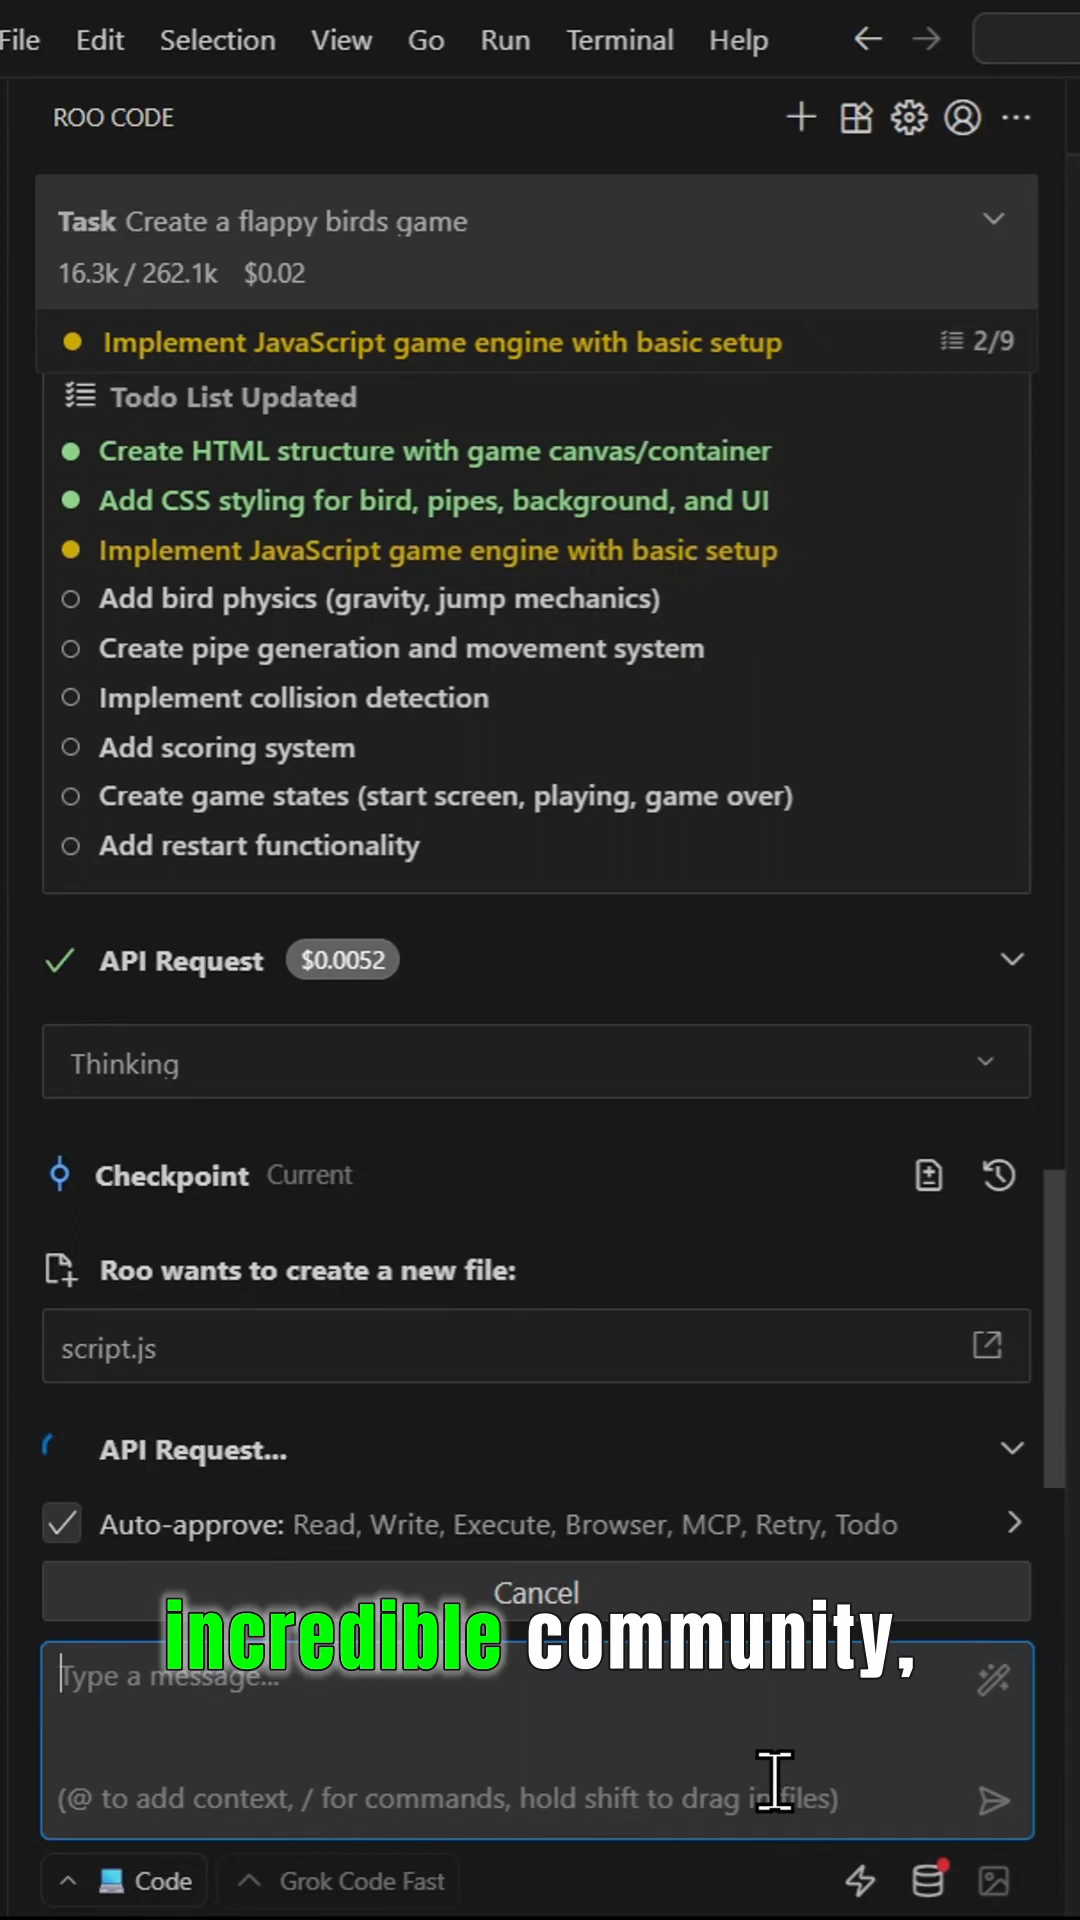 File Edit Selection View Go Run Terminal Help
ROO CODE
Task Create a flappy birds game
16.3k / 262.1k $0.02
Implement JavaScript game engine with basic setup 2/9
Todo List Updated
Create HTML structure with game canvas/container
Add CSS styling for bird, pipes, background, and UI
Implement JavaScript game engine with basic setup
Add bird physics (gravity, jump mechanics)
Create pipe generation and movement system
Implement collision detection
Add scoring system
Create game states (start screen, playing, game over)
Add restart functionality
API Request $0.0052
Thinking
Checkpoint Current
Roo wants to create a new file:
script.js
API Request...
Auto-approve: Read, Write, Execute, Browser, MCP, Retry, Todo
Cancel
incredible community,
Type a message...
(@ to add context, / for commands, hold shift to drag in files)
Code Grok Code Fast